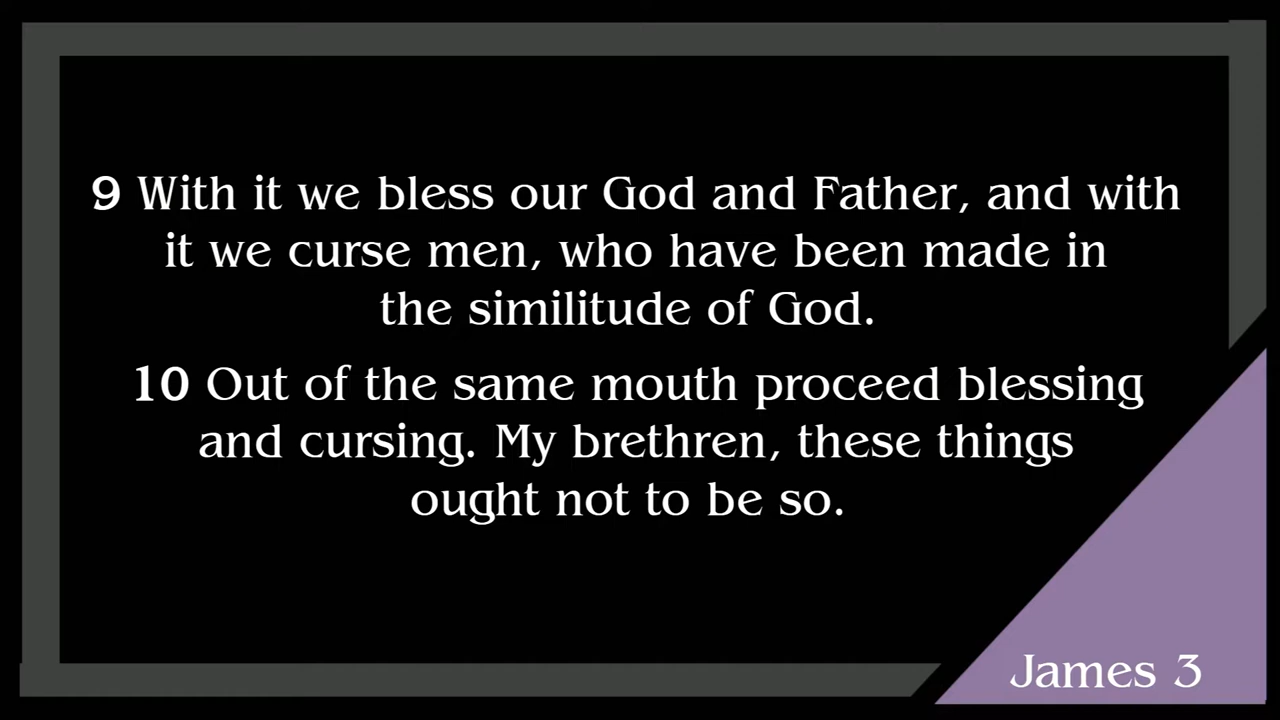 9 With it we bless our God and Father, and with
it we curse men, who have been made in
the similitude of God.
10 Out of the same mouth proceed blessing
and cursing. My brethren, these things
ought not to be so.
James 3